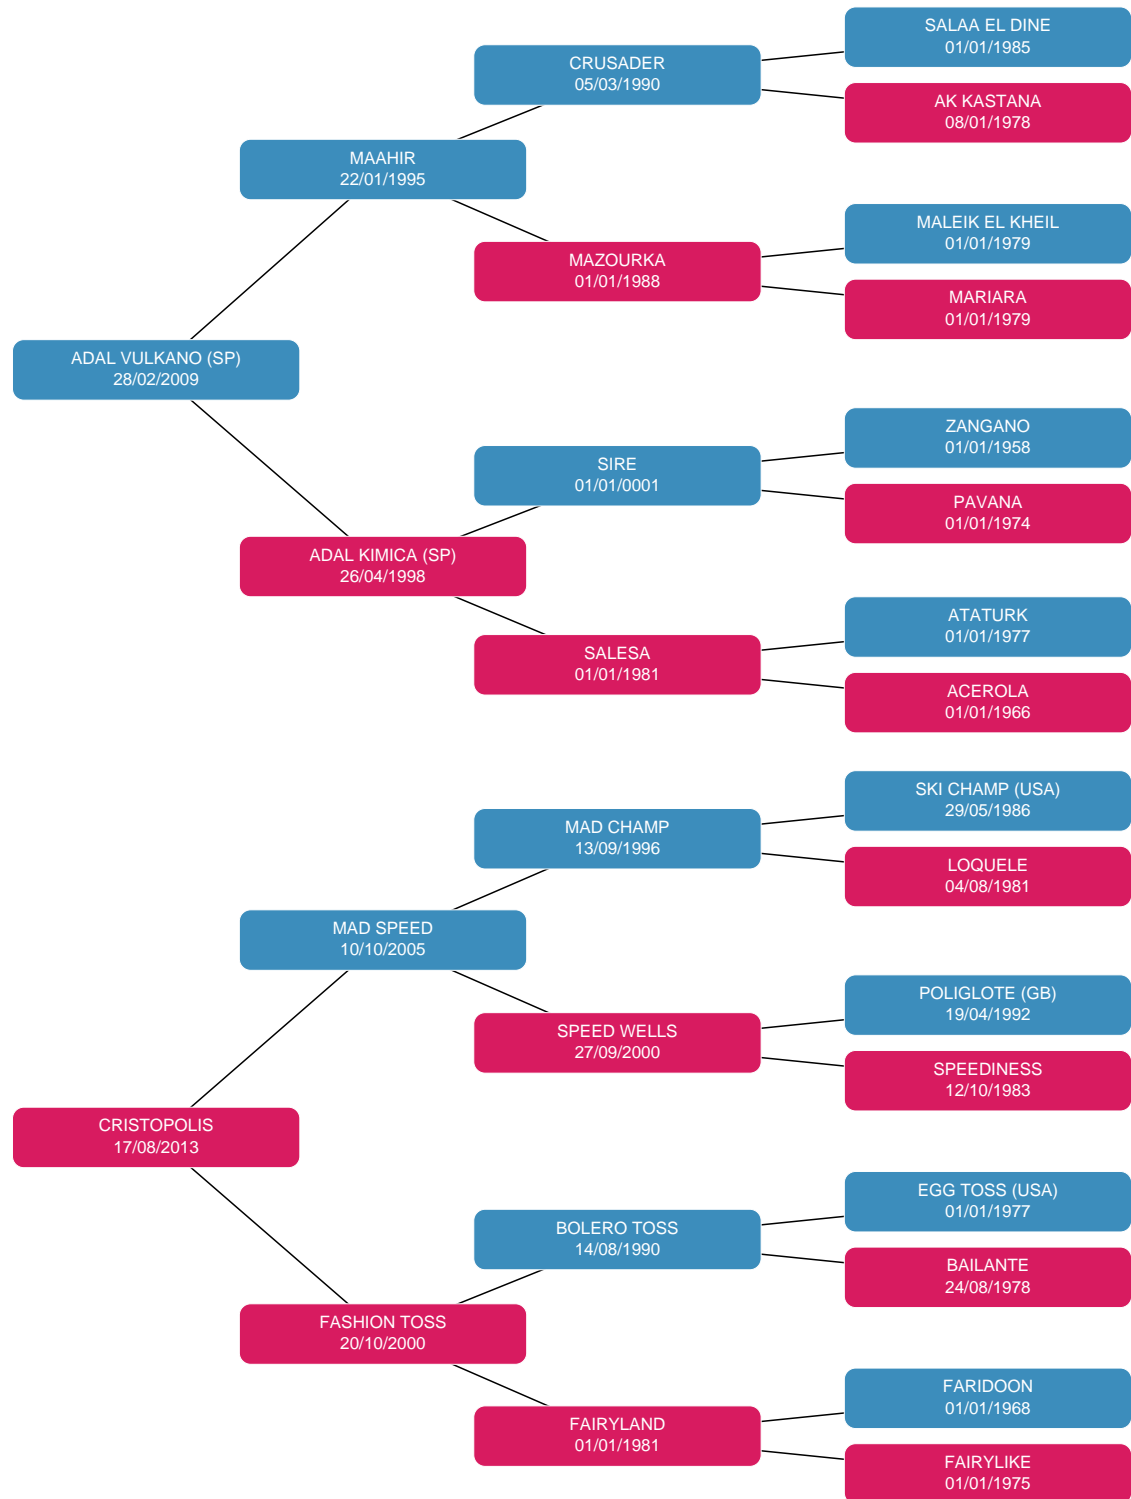 SALAA EL DINE
01/01/1985
CRUSADER
05/03/1990
AK KASTANA
08/01/1978
MAAHIR
22/01/1995
MALEIK EL KHEIL
01/01/1979
MAZOURKA
01/01/1988
MARIARA
01/01/1979
ADAL VULKANO (SP)
28/02/2009
ZANGANO
01/01/1958
SIRE
01/01/0001
PAVANA
01/01/1974
ADAL KIMICA (SP)
26/04/1998
ATATURK
01/01/1977
SALESA
01/01/1981
ACEROLA
01/01/1966
SKI CHAMP (USA)
29/05/1986
MAD CHAMP
13/09/1996
LOQUELE
04/08/1981
MAD SPEED
10/10/2005
POLIGLOTE (GB)
19/04/1992
SPEED WELLS
27/09/2000
SPEEDINESS
12/10/1983
CRISTOPOLIS
17/08/2013
EGG TOSS (USA)
01/01/1977
BOLERO TOSS
14/08/1990
BAILANTE
24/08/1978
FASHION TOSS
20/10/2000
FARIDOON
01/01/1968
FAIRYLAND
01/01/1981
FAIRYLIKE
01/01/1975